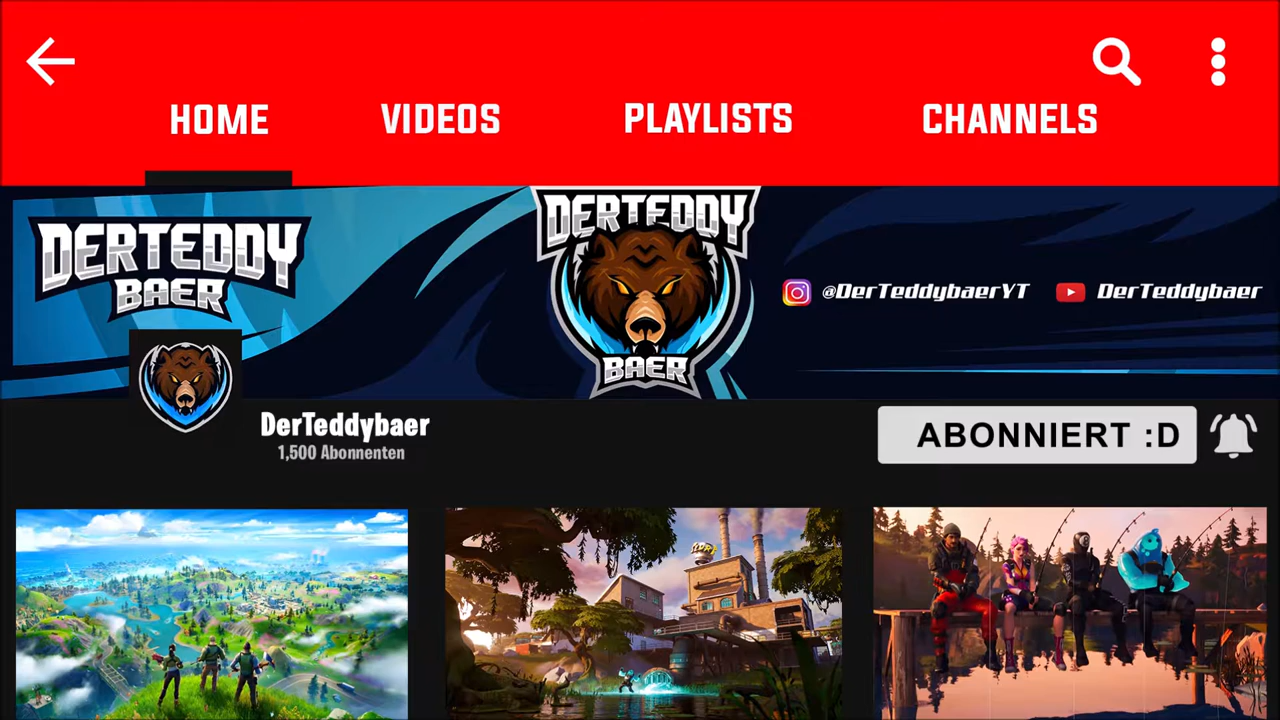 HOME VIDEOS PLAYLISTS CHANNELS
DERTEDDY
BAER
DERTEDDY
BAER
@DerTeddybaerYT DerTeddybaer
DerTeddybaer
1,500 Abonnenten
ABONNIERT :D